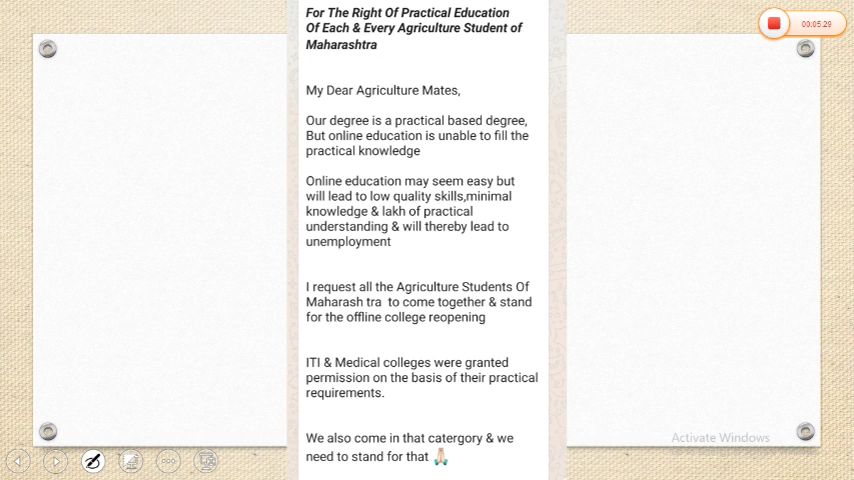 For The Right Of Practical Education
Of Each & Every Agriculture Student of
Maharashtra
00:05:29
My Dear Agriculture Mates,
Our degree is a practical based degree,
But online education is unable to fill the
practical knowledge
Online education may seem easy but
will lead to low quality skills,minimal
knowledge & lakh of practical
understanding & will thereby lead to
unemployment
I request all the Agriculture Students Of
Maharash tra  to come together & stand
for the offline college reopening
ITI & Medical colleges were granted
permission on the basis of their practical
requirements.
We also come in that catergory & we
need to stand for that 🙏🏻
Activate Windows